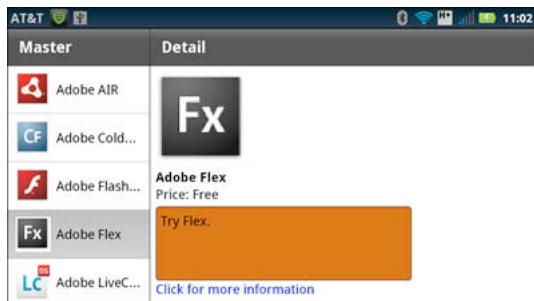 AT&T H+ 11:02
Master Detail
Adobe AIR
CF Adobe Cold...
Adobe Flash...
Fx Adobe Flex
LC DS Adobe LiveC...
Fx
Adobe Flex
Price: Free
Try Flex.
Click for more information